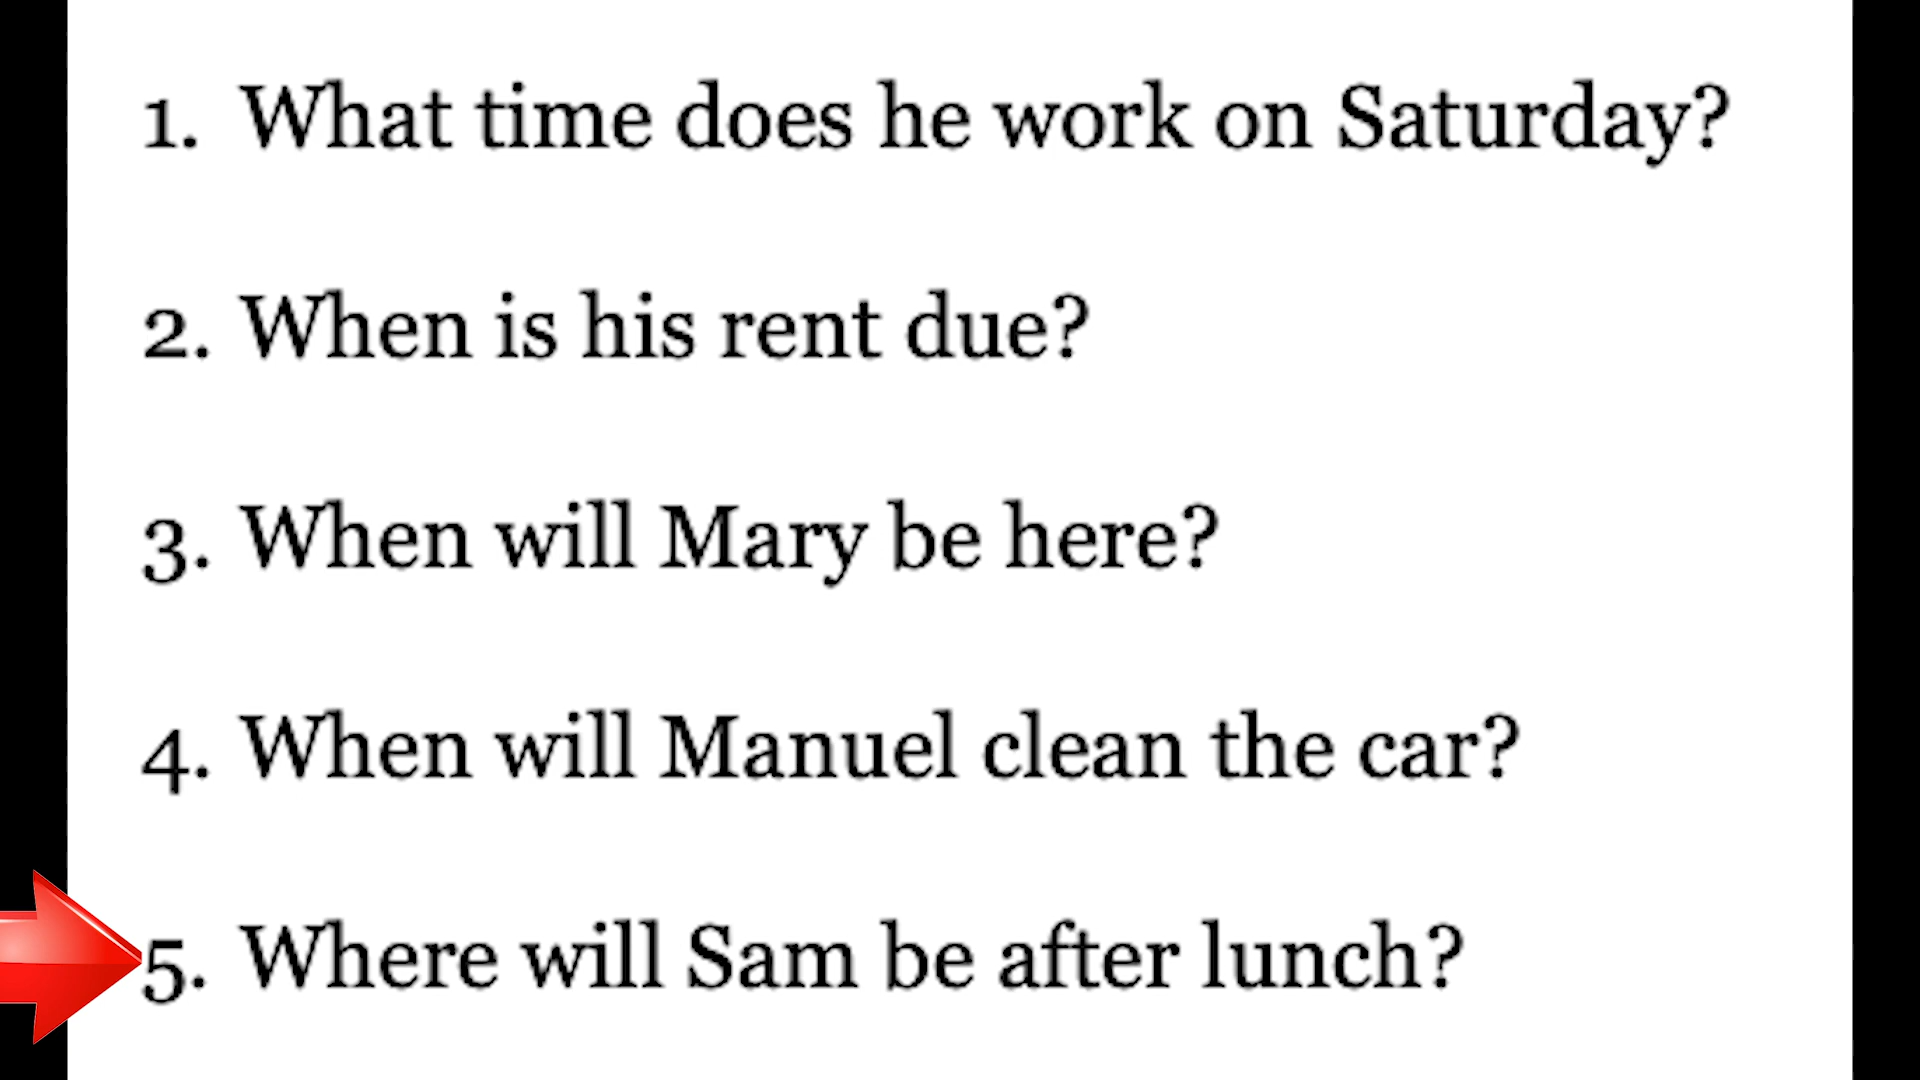 1. What time does he work on Saturday?
2. When is his rent due?
3. When will Mary be here?
4. When will Manuel clean the car?
5. Where will Sam be after lunch?